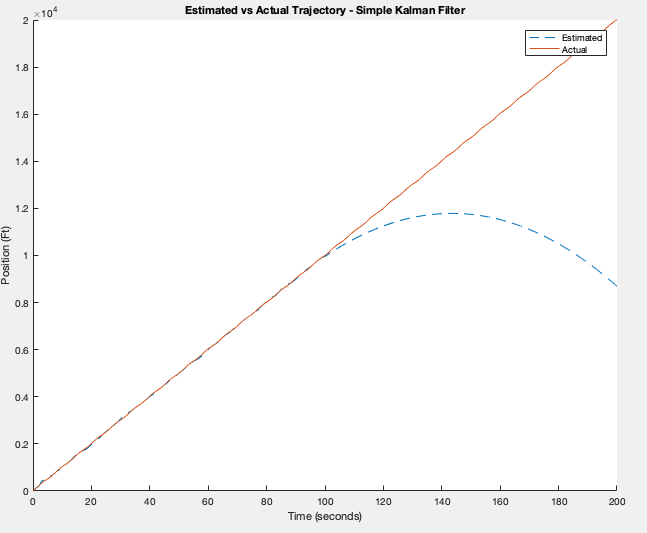 Estimated vs Actual Trajectory - Simple Kalman Filter
×10⁴
Estimated
Actual
2
1.8
1.6
1.4
1.2
1
0.8
0.6
0.4
0.2
0
Position (Ft)
0 20 40 60 80 100 120 140 160 180 200
Time (seconds)